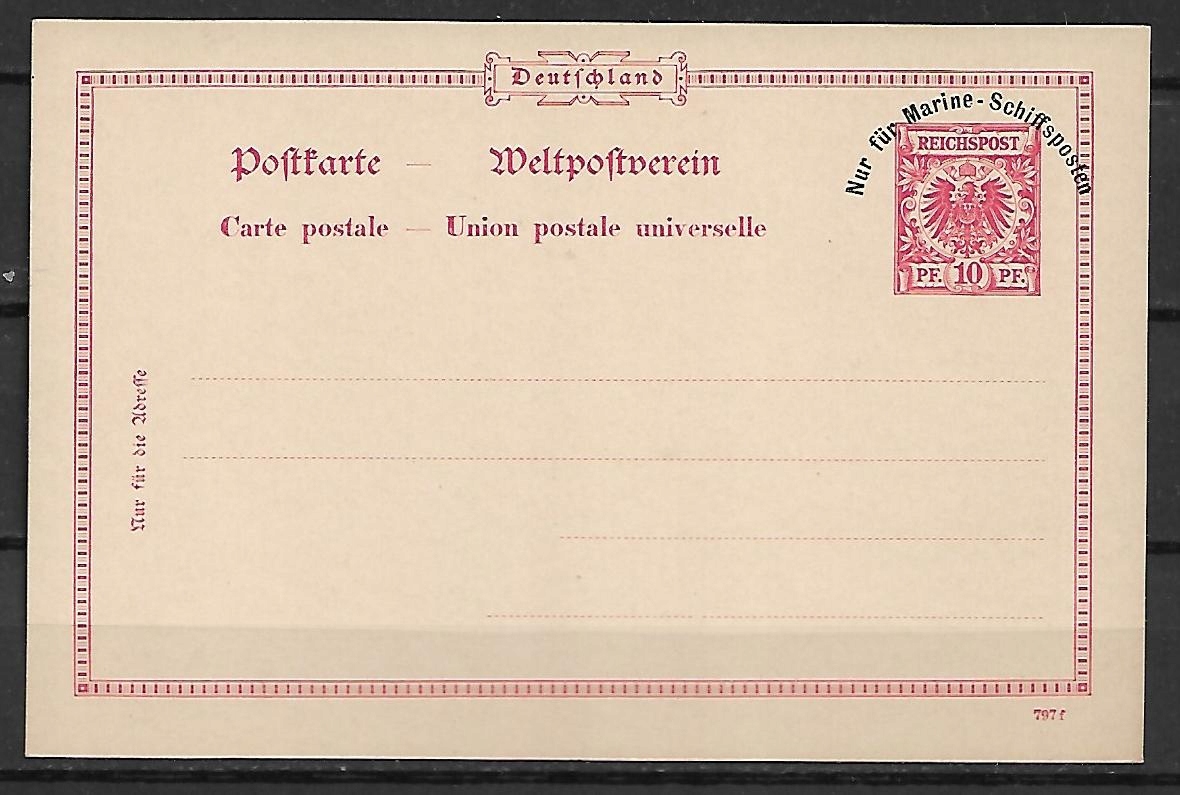 Deutschland
Nur für Marine-Schiffsposten
REICHSPOST
PF. 10 PF.
Postkarte — Weltpostverein
Carte postale — Union postale universelle
Nur für die Adresse
797f